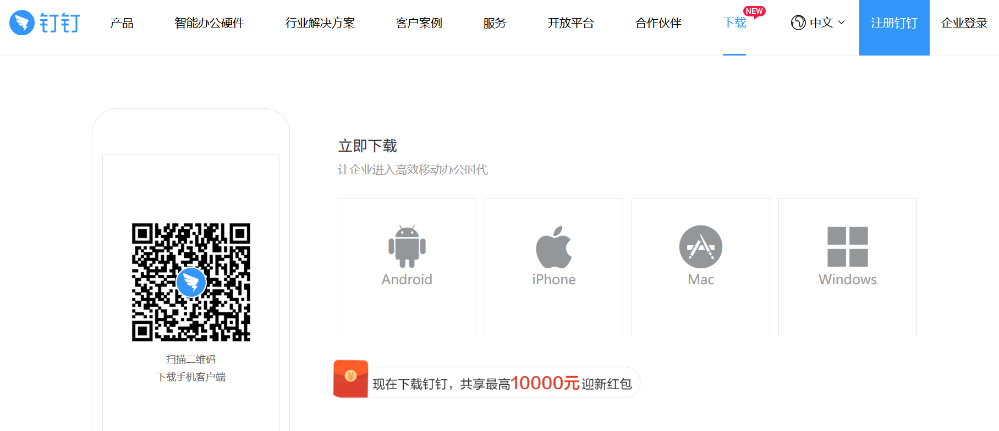 钉钉 产品 智能办公硬件 行业解决方案 客户案例 服务 开放平台 合作伙伴 下载 NEW 中文 注册钉钉 企业登录
立即下载
让企业进入高效移动办公时代
Android iPhone Mac Windows
扫描二维码
下载手机客户端
现在下载钉钉，共享最高10000元迎新红包